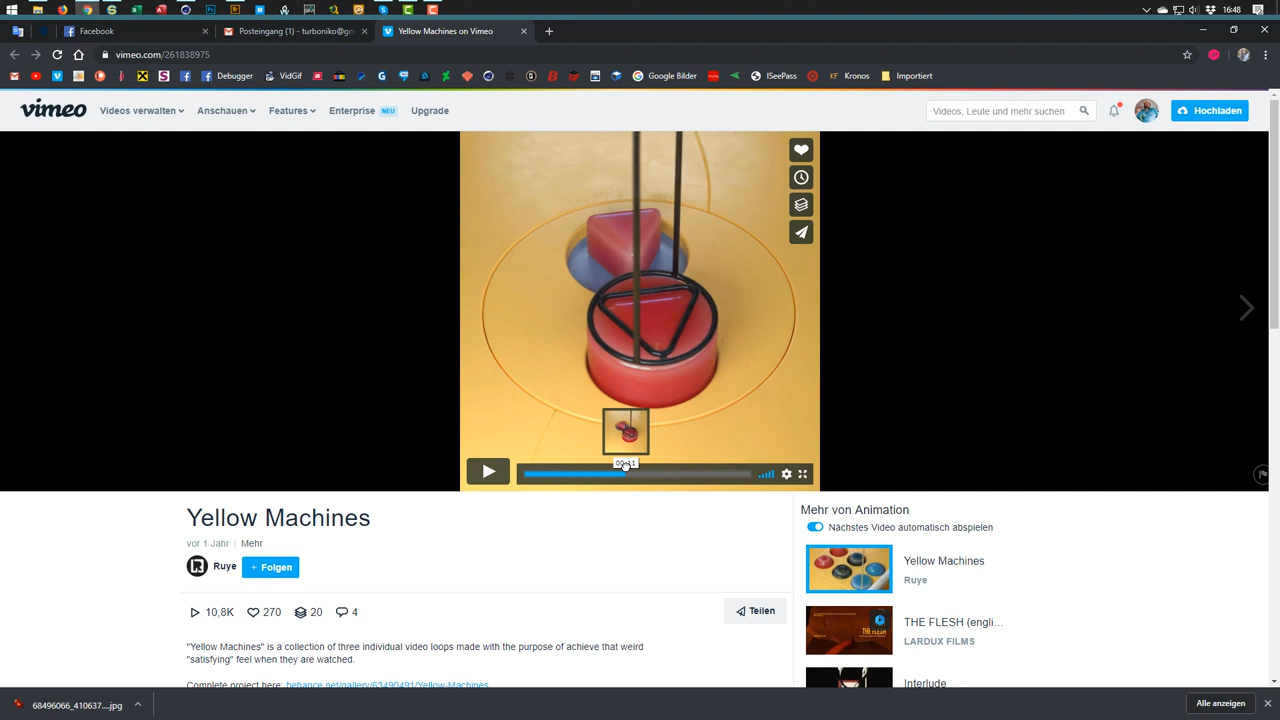 16:48
Facebook
Posteingang (1) - turboniko@gm
Yellow Machines on Vimeo
vimeo.com/261838975
Debugger
VidGif
Google Bilder
ISeePass
KF Kronos
Importiert
vimeo
Videos verwalten
Anschauen
Features
Enterprise NEU
Upgrade
Videos, Leute und mehr suchen
Hochladen
Yellow Machines
vor 1 Jahr | Mehr
Ruye
+ Folgen
10,8K
270
20
4
Teilen
"Yellow Machines" is a collection of three individual video loops made with the purpose of achieve that weird
"satisfying" feel when they are watched.
Complete project here: behance.net/gallery/63490491/Yellow-Machines
Mehr von Animation
Nächstes Video automatisch abspielen
Yellow Machines
Ruye
THE FLESH (engli…
LARDUX FILMS
Interlude
68496066_410637....jpg
Alle anzeigen